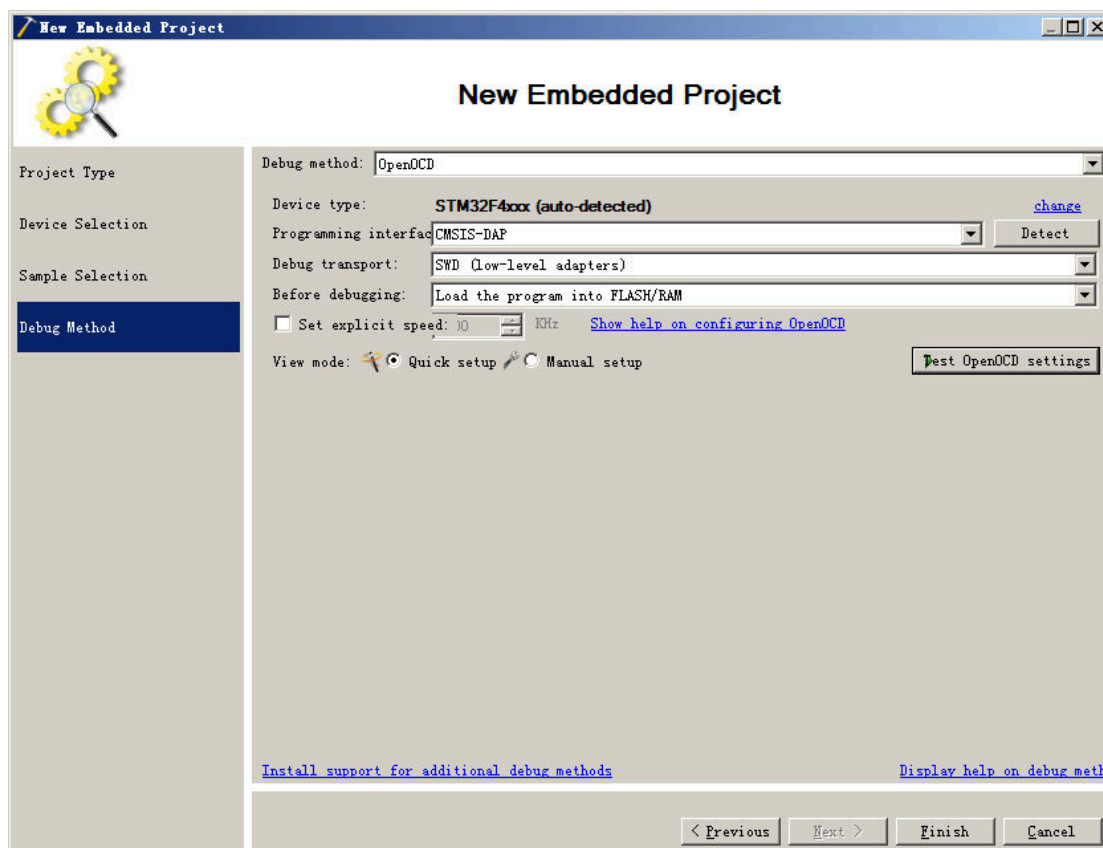 New Embedded Project
New Embedded Project
Project Type
Device Selection
Sample Selection
Debug Method
Debug method: OpenOCD
Device type: STM32F4xxx (auto-detected) change
Programming interfac CMSIS-DAP Detect
Debug transport: SWD (low-level adapters)
Before debugging: Load the program into FLASH/RAM
Set explicit speed: KHz Show help on configuring OpenOCD
View mode: Quick setup Manual setup Test OpenOCD settings
Install support for additional debug methods Display help on debug meth
< Previous Next > Finish Cancel